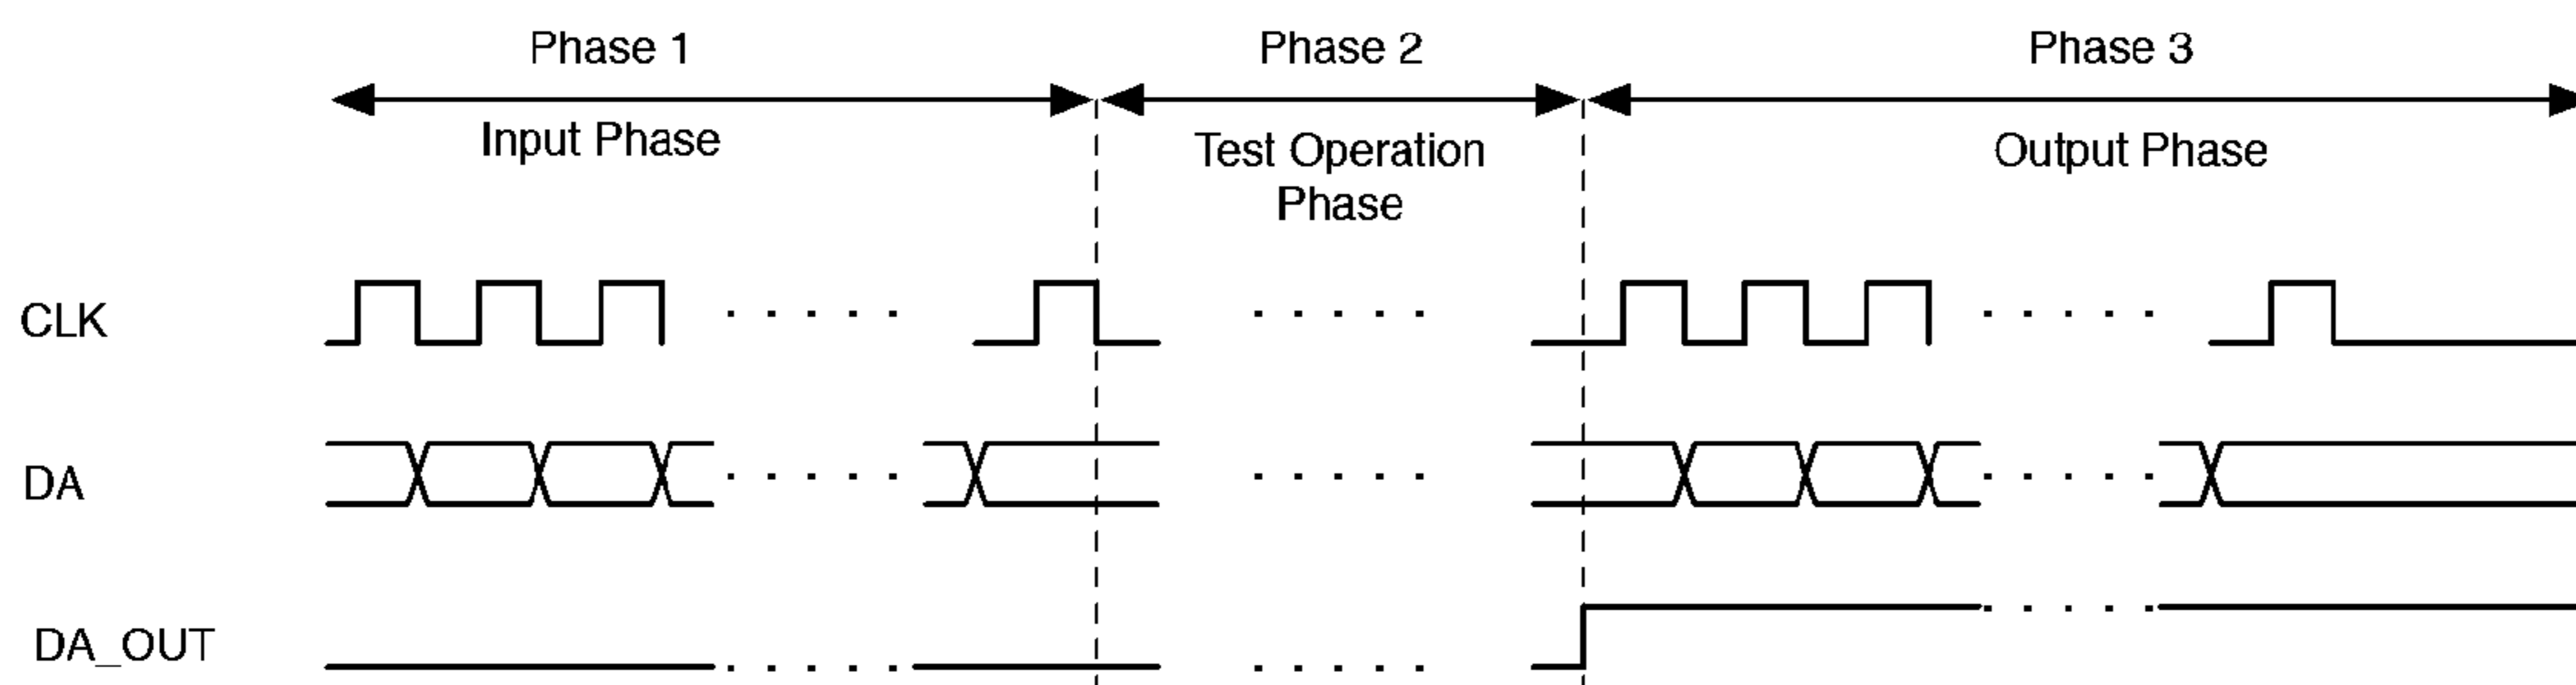 Phase 1
Phase 2
Phase 3
Input Phase
Test Operation
Phase
Output Phase
CLK
DA
DA_OUT